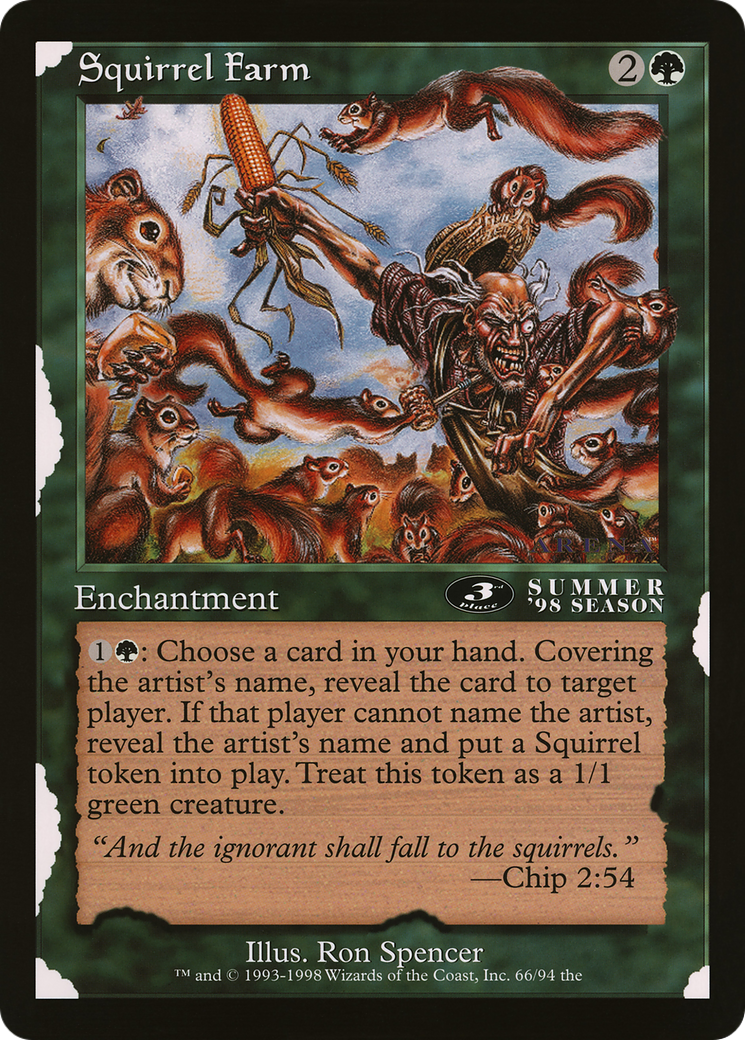 Squirrel Farm 2
ARENA™
Enchantment
3rd place
SUMMER
'98 SEASON
1: Choose a card in your hand. Covering
the artist's name, reveal the card to target
player. If that player cannot name the artist,
reveal the artist's name and put a Squirrel
token into play. Treat this token as a 1/1
green creature.
“And the ignorant shall fall to the squirrels.”
—Chip 2:54
Illus. Ron Spencer
™ and © 1993-1998 Wizards of the Coast, Inc. 66/94 the